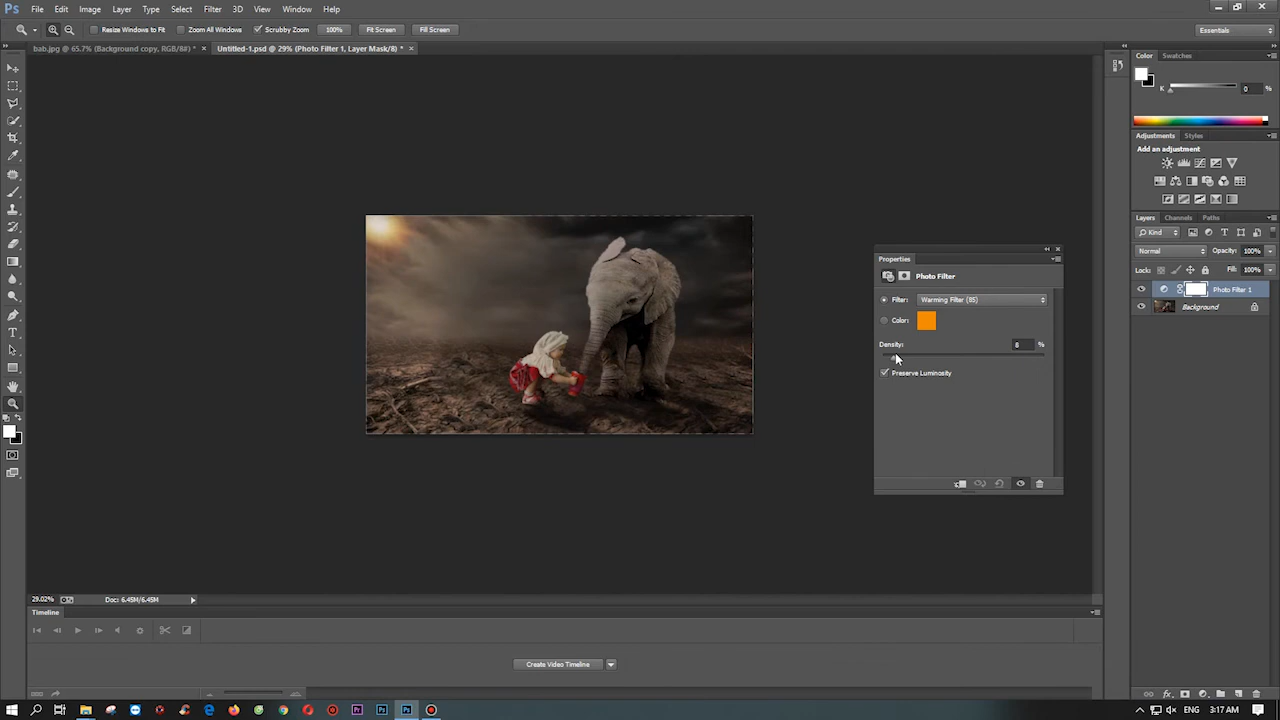 Ps File Edit Image Layer Type Select Filter 3D View Window Help
Resize Windows to Fit Zoom All Windows Scrubby Zoom 100% Fit Screen Fill Screen Essentials
bab.jpg @ 65.7% (Background copy, RGB/8#) * × Untitled-1.psd @ 29% (Photo Filter 1, Layer Mask/8) * ×
Color Swatches
K 0 %
Adjustments Styles
Add an adjustment
Layers Channels Paths
Kind
Normal Opacity: 100%
Locks: Fill: 100%
Photo Filter 1
Background
Properties
Photo Filter
Filter: Warming Filter (85)
Color:
Density: 8 %
Preserve Luminosity
29.02% Doc: 6.45M/6.45M
Timeline
Create Video Timeline
3:17 AM